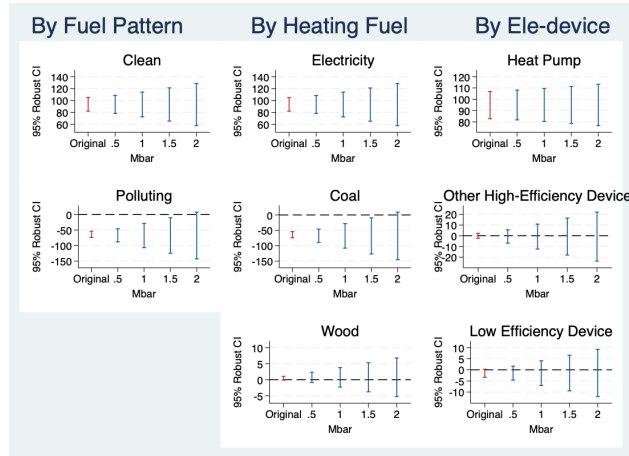 By Fuel Pattern
By Heating Fuel
By Ele-device
Clean
95% Robust CI
140
120
100
80
60
Original .5 1 1.5 2
Mbar
Electricity
95% Robust CI
140
120
100
80
60
Original .5 1 1.5 2
Mbar
Heat Pump
95% Robust CI
120
110
100
90
80
Original .5 1 1.5 2
Mbar
Polluting
95% Robust CI
0
-50
-100
-150
Original .5 1 1.5 2
Mbar
Coal
95% Robust CI
0
-50
-100
-150
Original .5 1 1.5 2
Mbar
Other High-Efficiency Device
95% Robust CI
20
10
0
-10
-20
Original .5 1 1.5 2
Mbar
Wood
95% Robust CI
10
5
0
-5
Original .5 1 1.5 2
Mbar
Low Efficiency Device
95% Robust CI
10
5
0
-5
-10
Original .5 1 1.5 2
Mbar